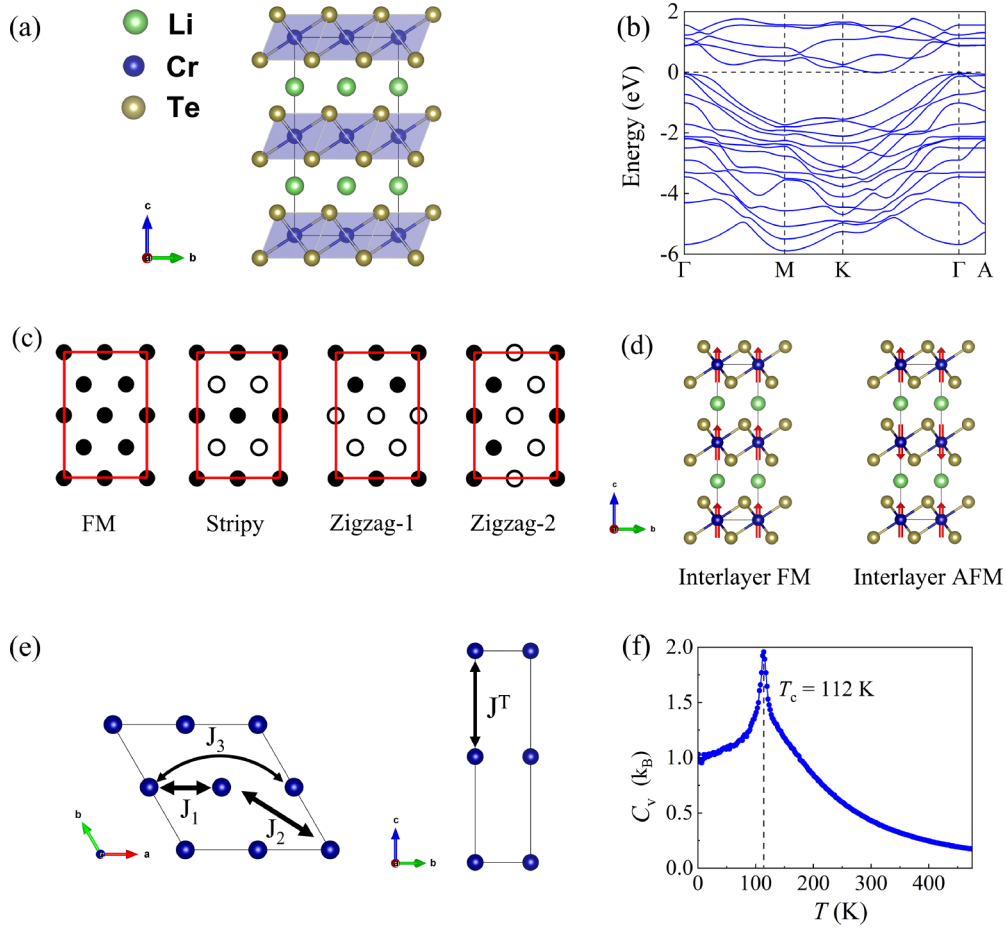 (a)
Li
Cr
Te
c
a
b
(b)
Energy (eV)
2
0
-2
-4
-6
Γ M K Γ A
(c)
FM
Stripy
Zigzag-1
Zigzag-2
(d)
c
a
b
Interlayer FM
Interlayer AFM
(e)
J3
J1
J2
b
a
J^T
c
a
b
(f)
Cv (kB)
2.0
1.5
1.0
0.5
0.0
Tc = 112 K
0 100 200 300 400
T (K)